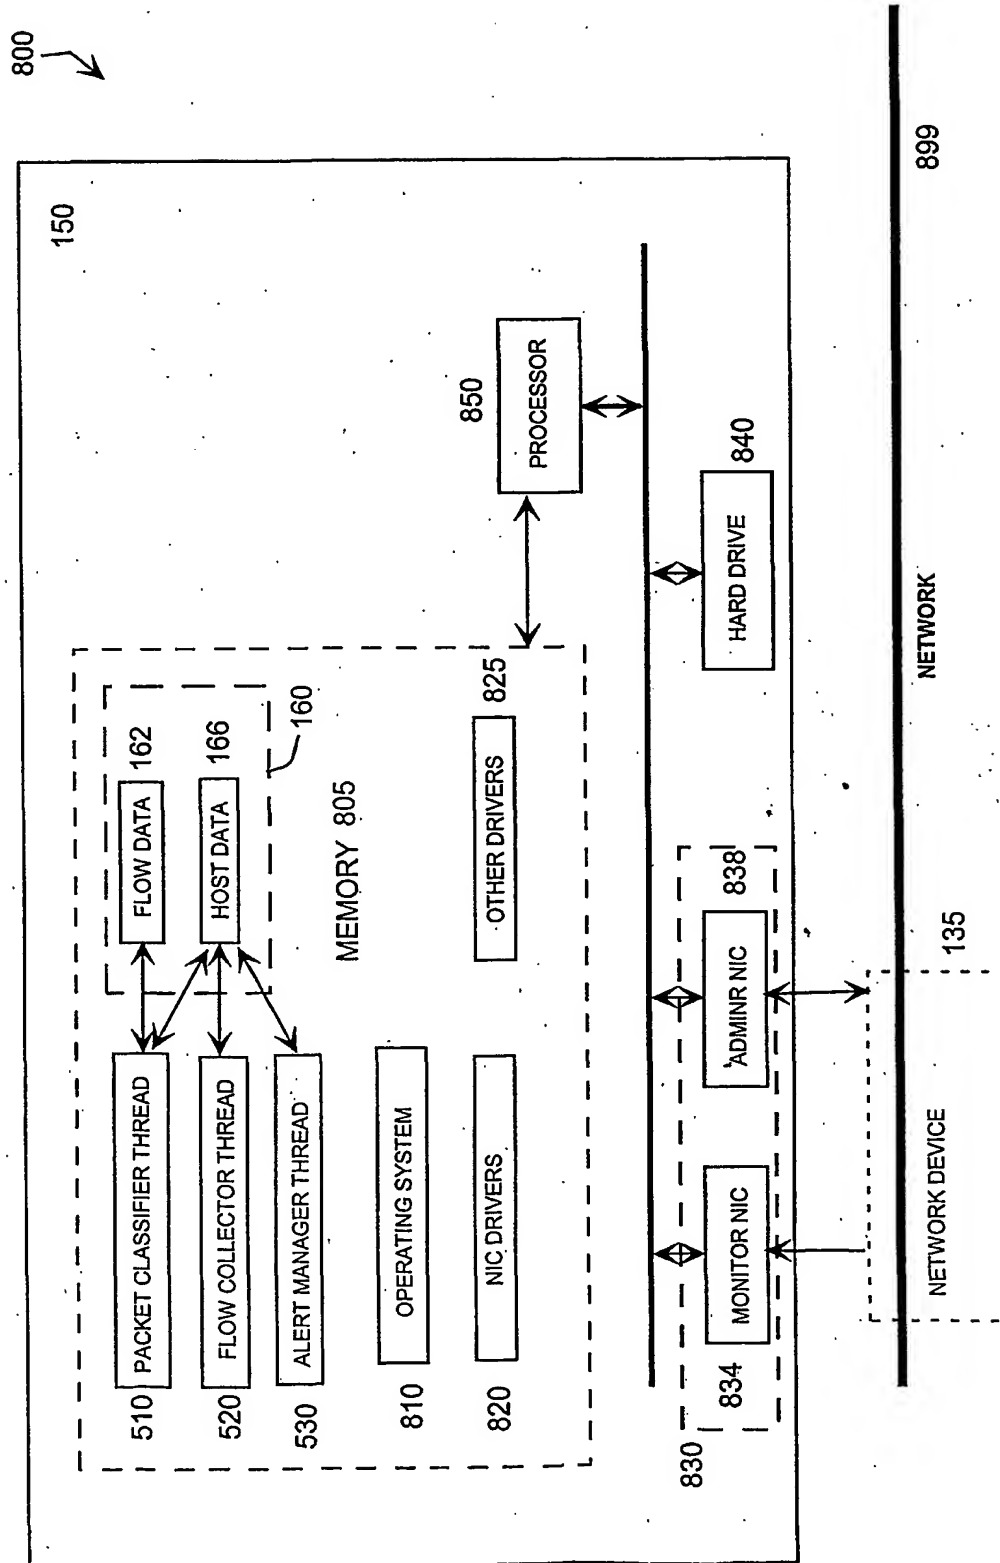 800
150
510 PACKET CLASSIFIER THREAD
FLOW DATA 162
520 FLOW COLLECTOR THREAD
HOST DATA 166
530 ALERT MANAGER THREAD
160
MEMORY 805
810 OPERATING SYSTEM
820 NIC DRIVERS
OTHER DRIVERS 825
850
PROCESSOR
830
834 MONITOR NIC
ADMINR NIC 838
HARD DRIVE 840
NETWORK DEVICE 135
NETWORK
899